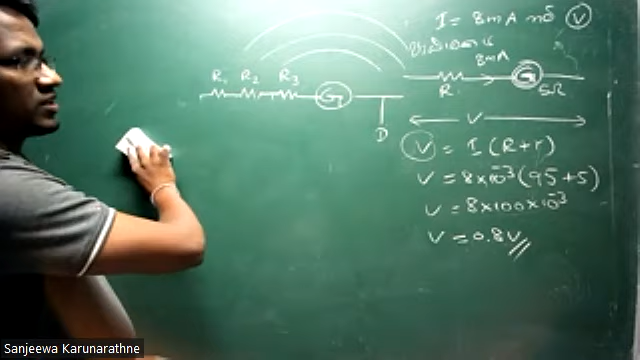 I = 8mA නම් V
8mA
R₁ R₂ R₃ G
R G 5Ω
D
V
V = I (R+r)
V = 8×10⁻³ (95 + 5)
V = 8×100×10⁻³
V = 0.8V
Sanjeewa Karunarathne